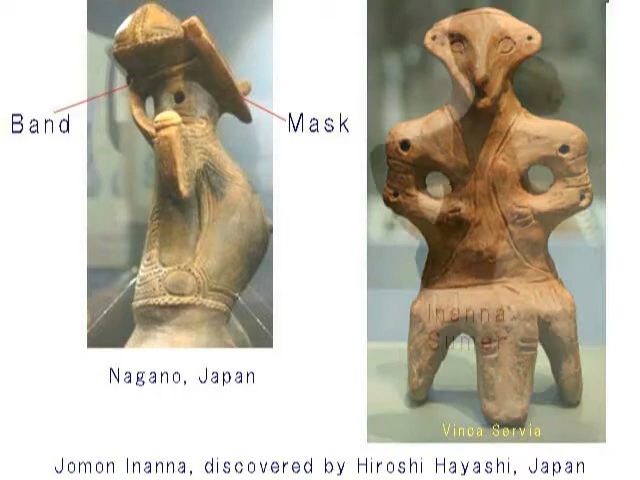 Band
Mask
Inanna
Sumer
Nagano, Japan
Vinca Servia
Jomon Inanna, discovered by Hiroshi Hayashi, Japan